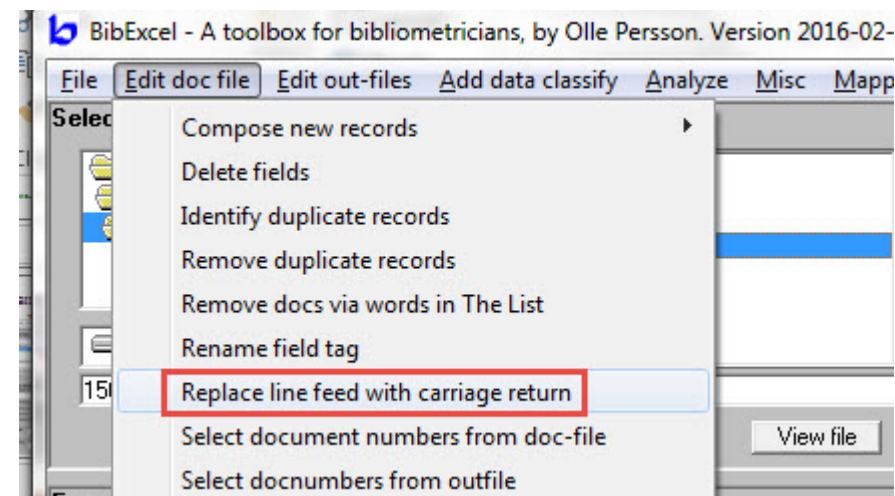 BibExcel - A toolbox for bibliometricians, by Olle Persson. Version 2016-02-
File Edit doc file Edit out-files Add data classify Analyze Misc Mapp
Selec
Compose new records
Delete fields
Identify duplicate records
Remove duplicate records
Remove docs via words in The List
Rename field tag
150 Replace line feed with carriage return
Select document numbers from doc-file View file
Select docnumbers from outfile